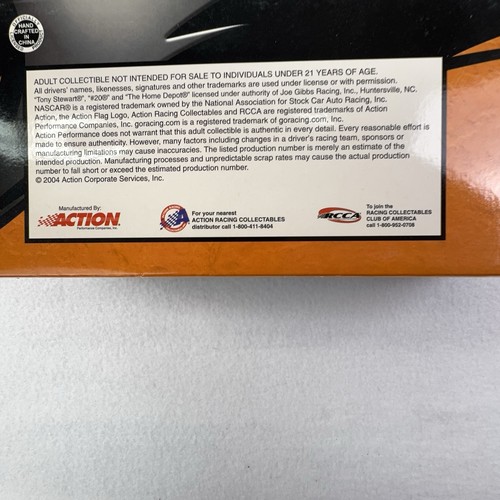 OFFICIALLY
HAND
CRAFTED
IN
CHINA
ADULT COLLECTIBLE NOT INTENDED FOR SALE TO INDIVIDUALS UNDER 21 YEARS OF AGE.
All drivers' names, likenesses, signatures and other trademarks are used under license or with permission.
"Tony Stewart®", "#20®" and "The Home Depot®" licensed under authority of Joe Gibbs Racing, Inc., Huntersville, NC.
NASCAR® is a registered trademark owned by the National Association for Stock Car Auto Racing, Inc.
Action, the Action Flag Logo, Action Racing Collectables and RCCA are registered trademarks of Action
Performance Companies, Inc. goracing.com is a registered trademark of goracing.com, Inc.
Action Performance does not warrant that this adult collectible is authentic in every detail. Every reasonable effort is
made to ensure authenticity. However, many factors including changes in a driver's racing team, sponsors or
manufacturing limitations may cause inaccuracies. The listed production number is merely an estimate of the
intended production. Manufacturing processes and unpredictable scrap rates may cause the actual production
number to fall short or exceed the estimated production number.
© 2004 Action Corporate Services, Inc.
Manufactured By:
ACTION
Performance Companies, Inc.
For your nearest
ACTION RACING COLLECTABLES
distributor call 1-800-411-8404
RCCA
To join the
RACING COLLECTABLES
CLUB OF AMERICA
call 1-800-952-0708